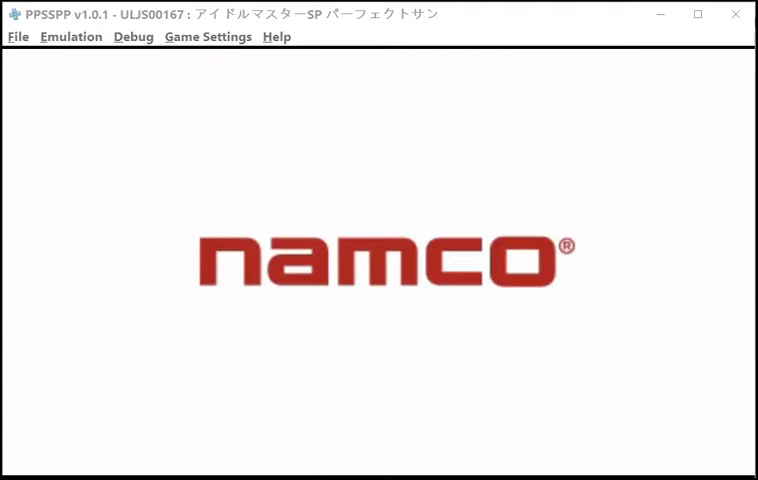 PPSSPP v1.0.1 - ULJS00167 : アイドルマスターSP パーフェクトサン
File Emulation Debug Game Settings Help
namco®